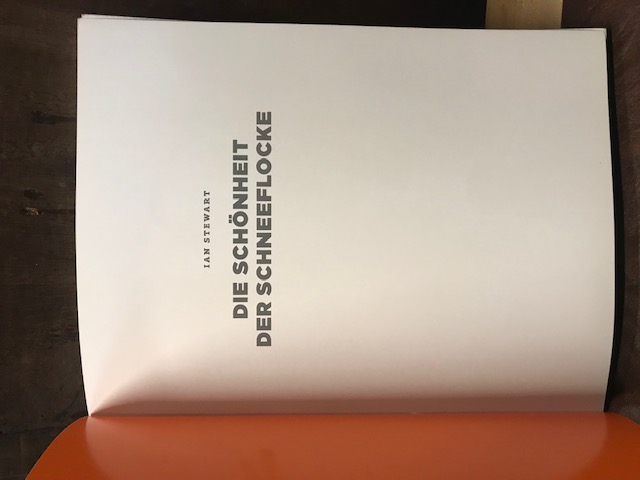 IAN STEWART
DIE SCHÖNHEIT
DER SCHNEEFLOCKE